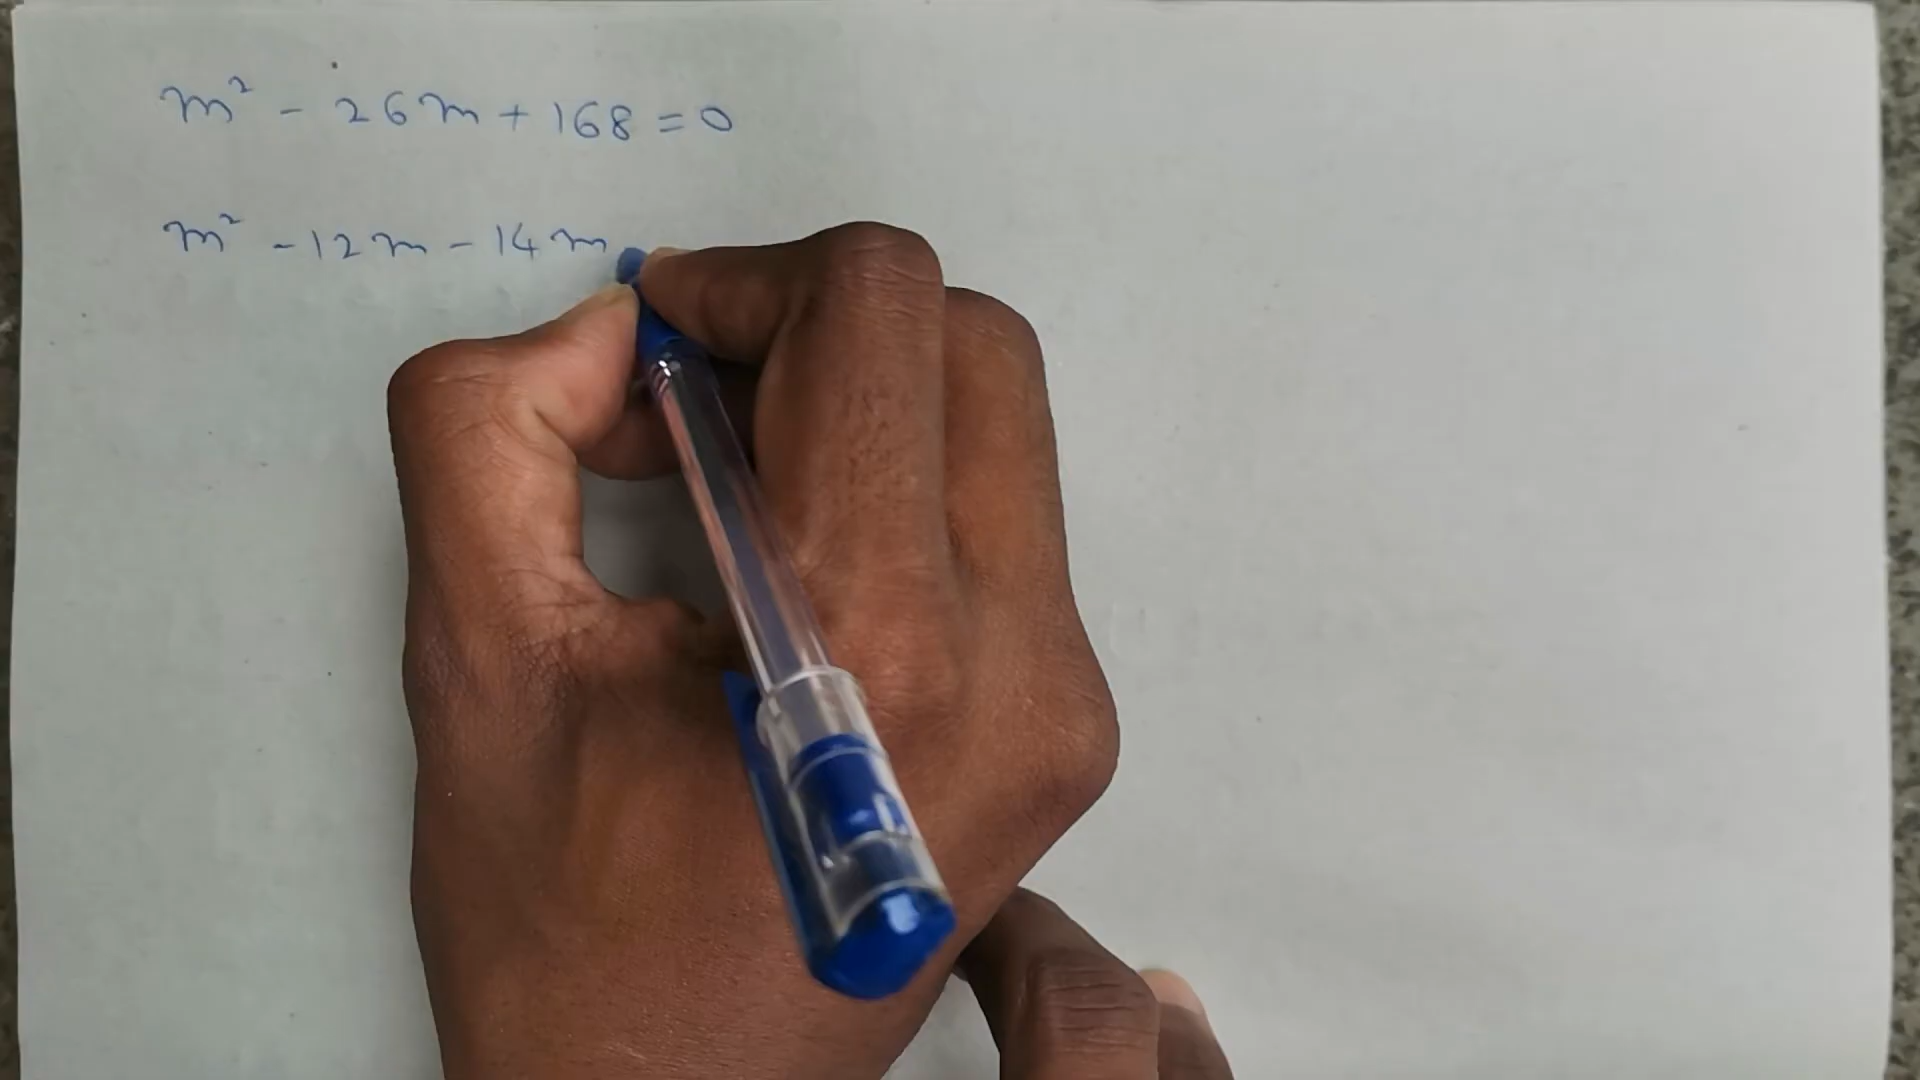 m² - 26m + 168 = 0
m² - 12m - 14m